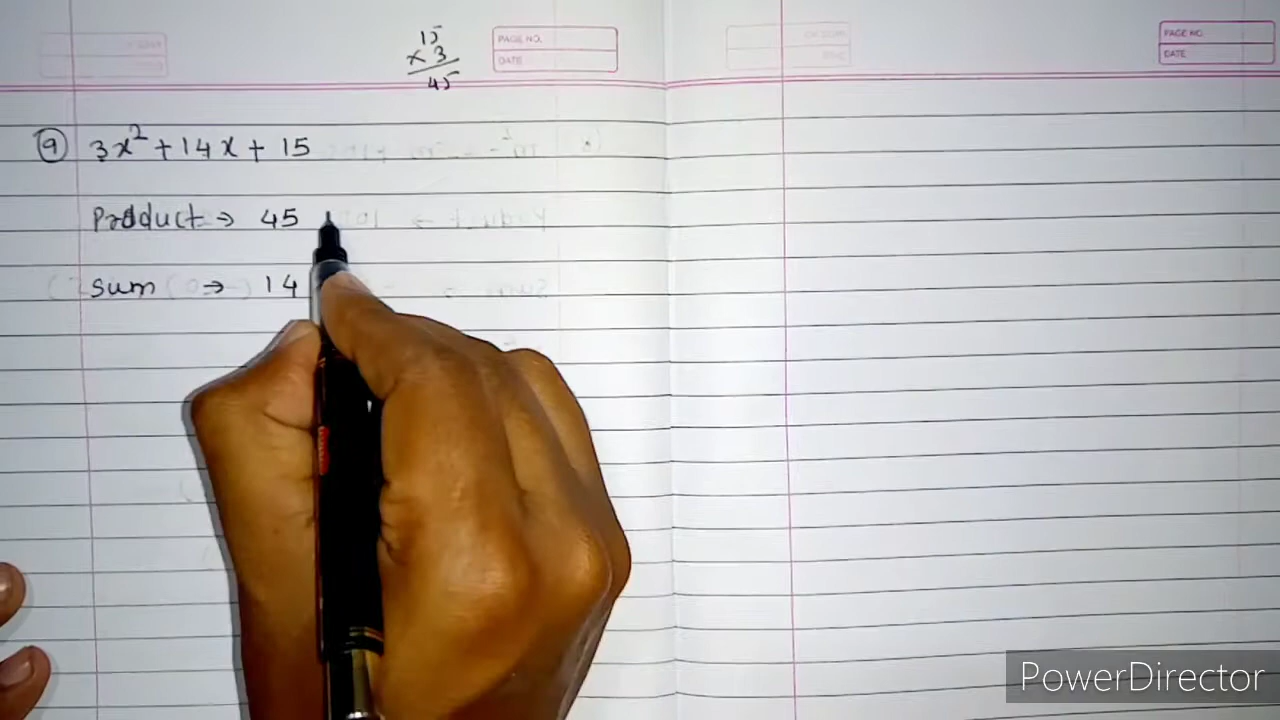 15
× 3
45
PAGE NO.
DATE
PAGE NO.
DATE
9 3x² + 14x + 15
Product → 45
Sum → 14
PowerDirector